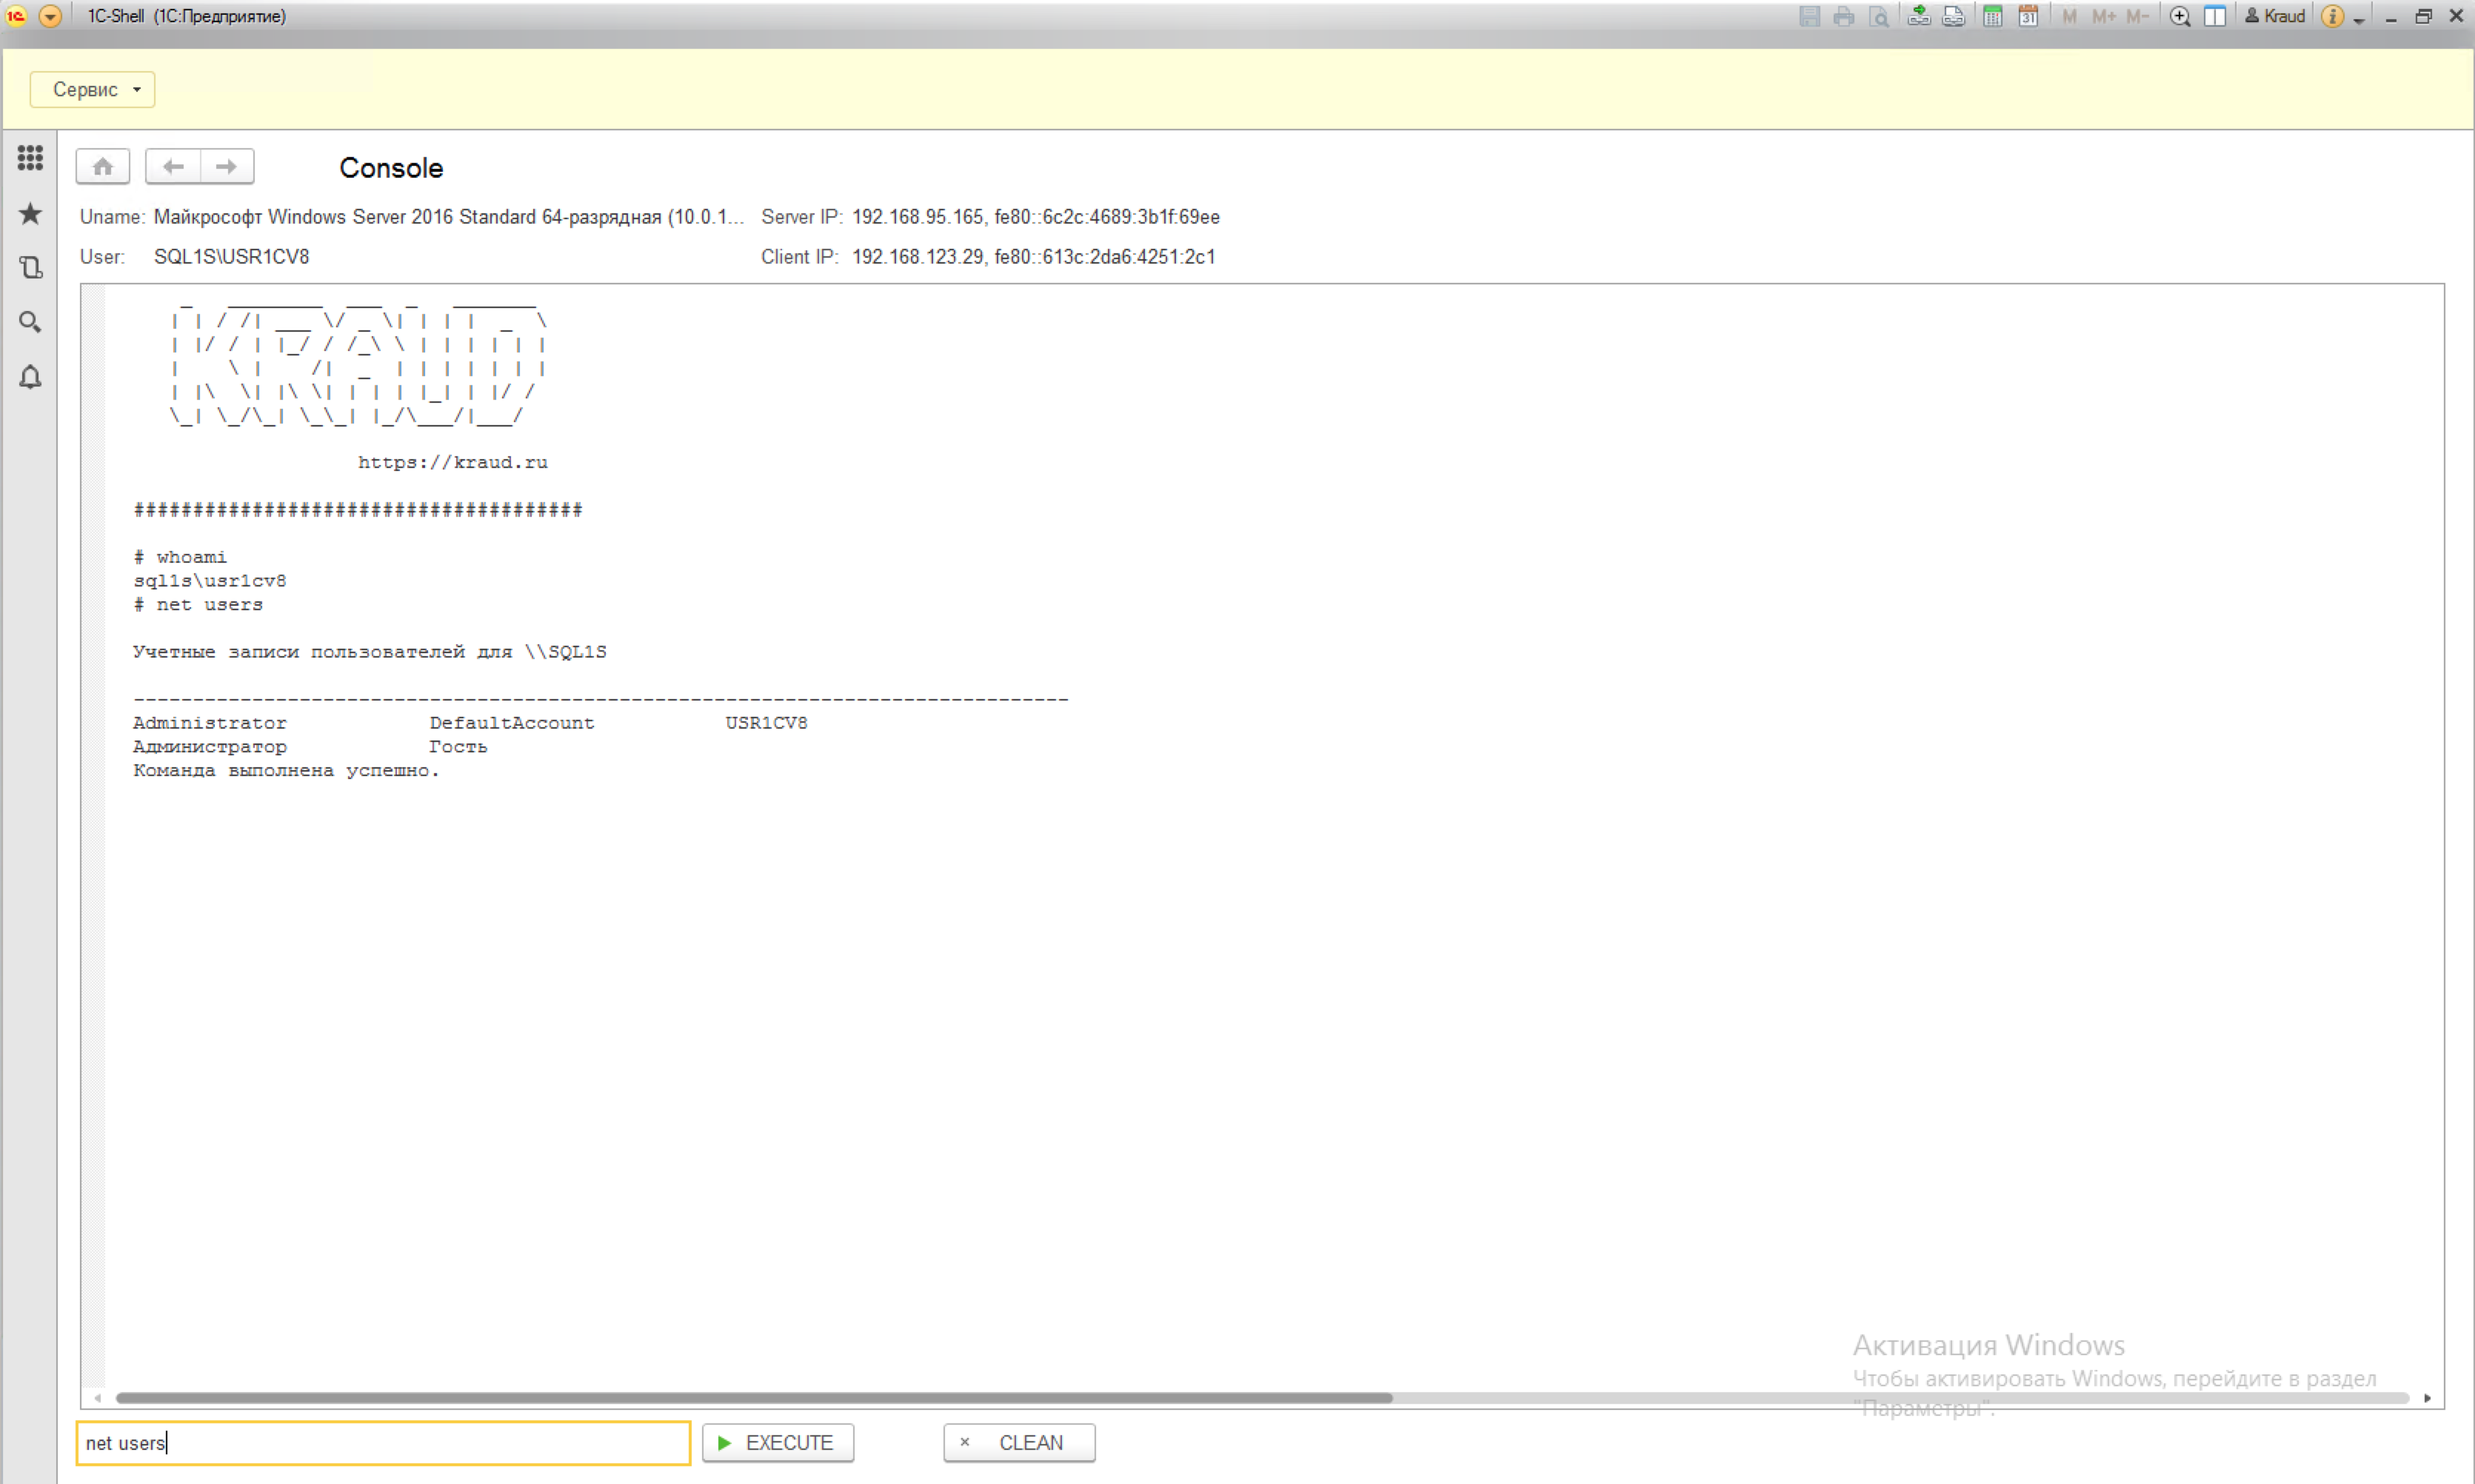 1C-Shell (1С:Предприятие)
M M+ M- Kraud
31
Сервис
Console
Uname: Майкрософт Windows Server 2016 Standard 64-разрядная (10.0.1... Server IP: 192.168.95.165, fe80::6c2c:4689:3b1f:69ee
User: SQL1S\USR1CV8 Client IP: 192.168.123.29, fe80::613c:2da6:4251:2c1
KRAUD
https://kraud.ru
######################################
# whoami
sql1s\usr1cv8
# net users
Учетные записи пользователей для \\SQL1S
-------------------------------------------------------------------------------
Administrator DefaultAccount USR1CV8
Администратор Гость
Команда выполнена успешно.
Активация Windows
Чтобы активировать Windows, перейдите в раздел
"Параметры".
net users EXECUTE × CLEAN